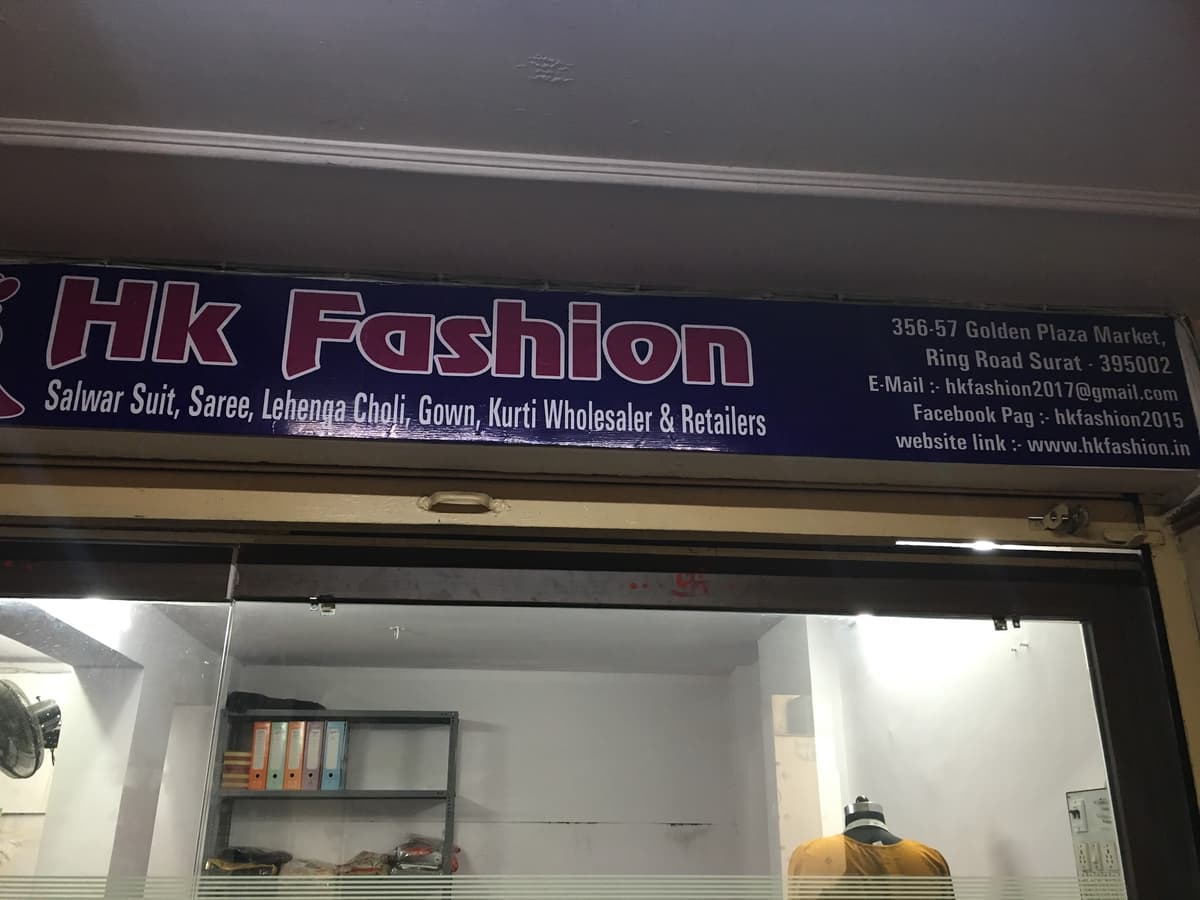 Hk Fashion
Salwar Suit, Saree, Lehenga Choli, Gown, Kurti Wholesaler & Retailers
356-57 Golden Plaza Market,
Ring Road Surat - 395002
E-Mail :- hkfashion2017@gmail.com
Facebook Pag :- hkfashion2015
website link :- www.hkfashion.in